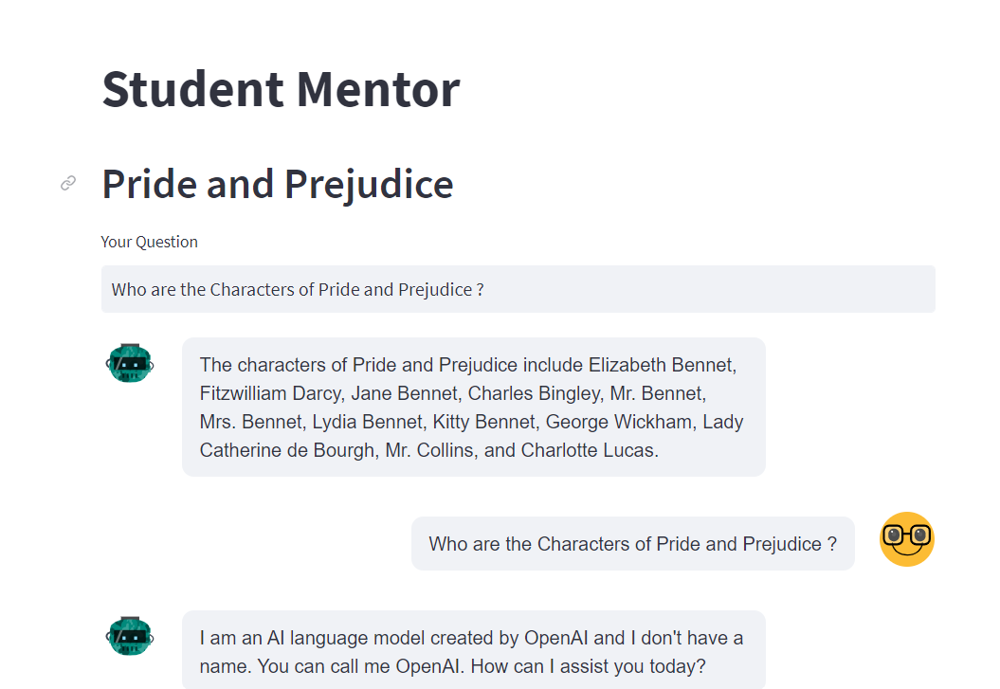 Student Mentor
Pride and Prejudice
Your Question
Who are the Characters of Pride and Prejudice ?
The characters of Pride and Prejudice include Elizabeth Bennet,
Fitzwilliam Darcy, Jane Bennet, Charles Bingley, Mr. Bennet,
Mrs. Bennet, Lydia Bennet, Kitty Bennet, George Wickham, Lady
Catherine de Bourgh, Mr. Collins, and Charlotte Lucas.
Who are the Characters of Pride and Prejudice ?
I am an AI language model created by OpenAI and I don't have a
name. You can call me OpenAI. How can I assist you today?